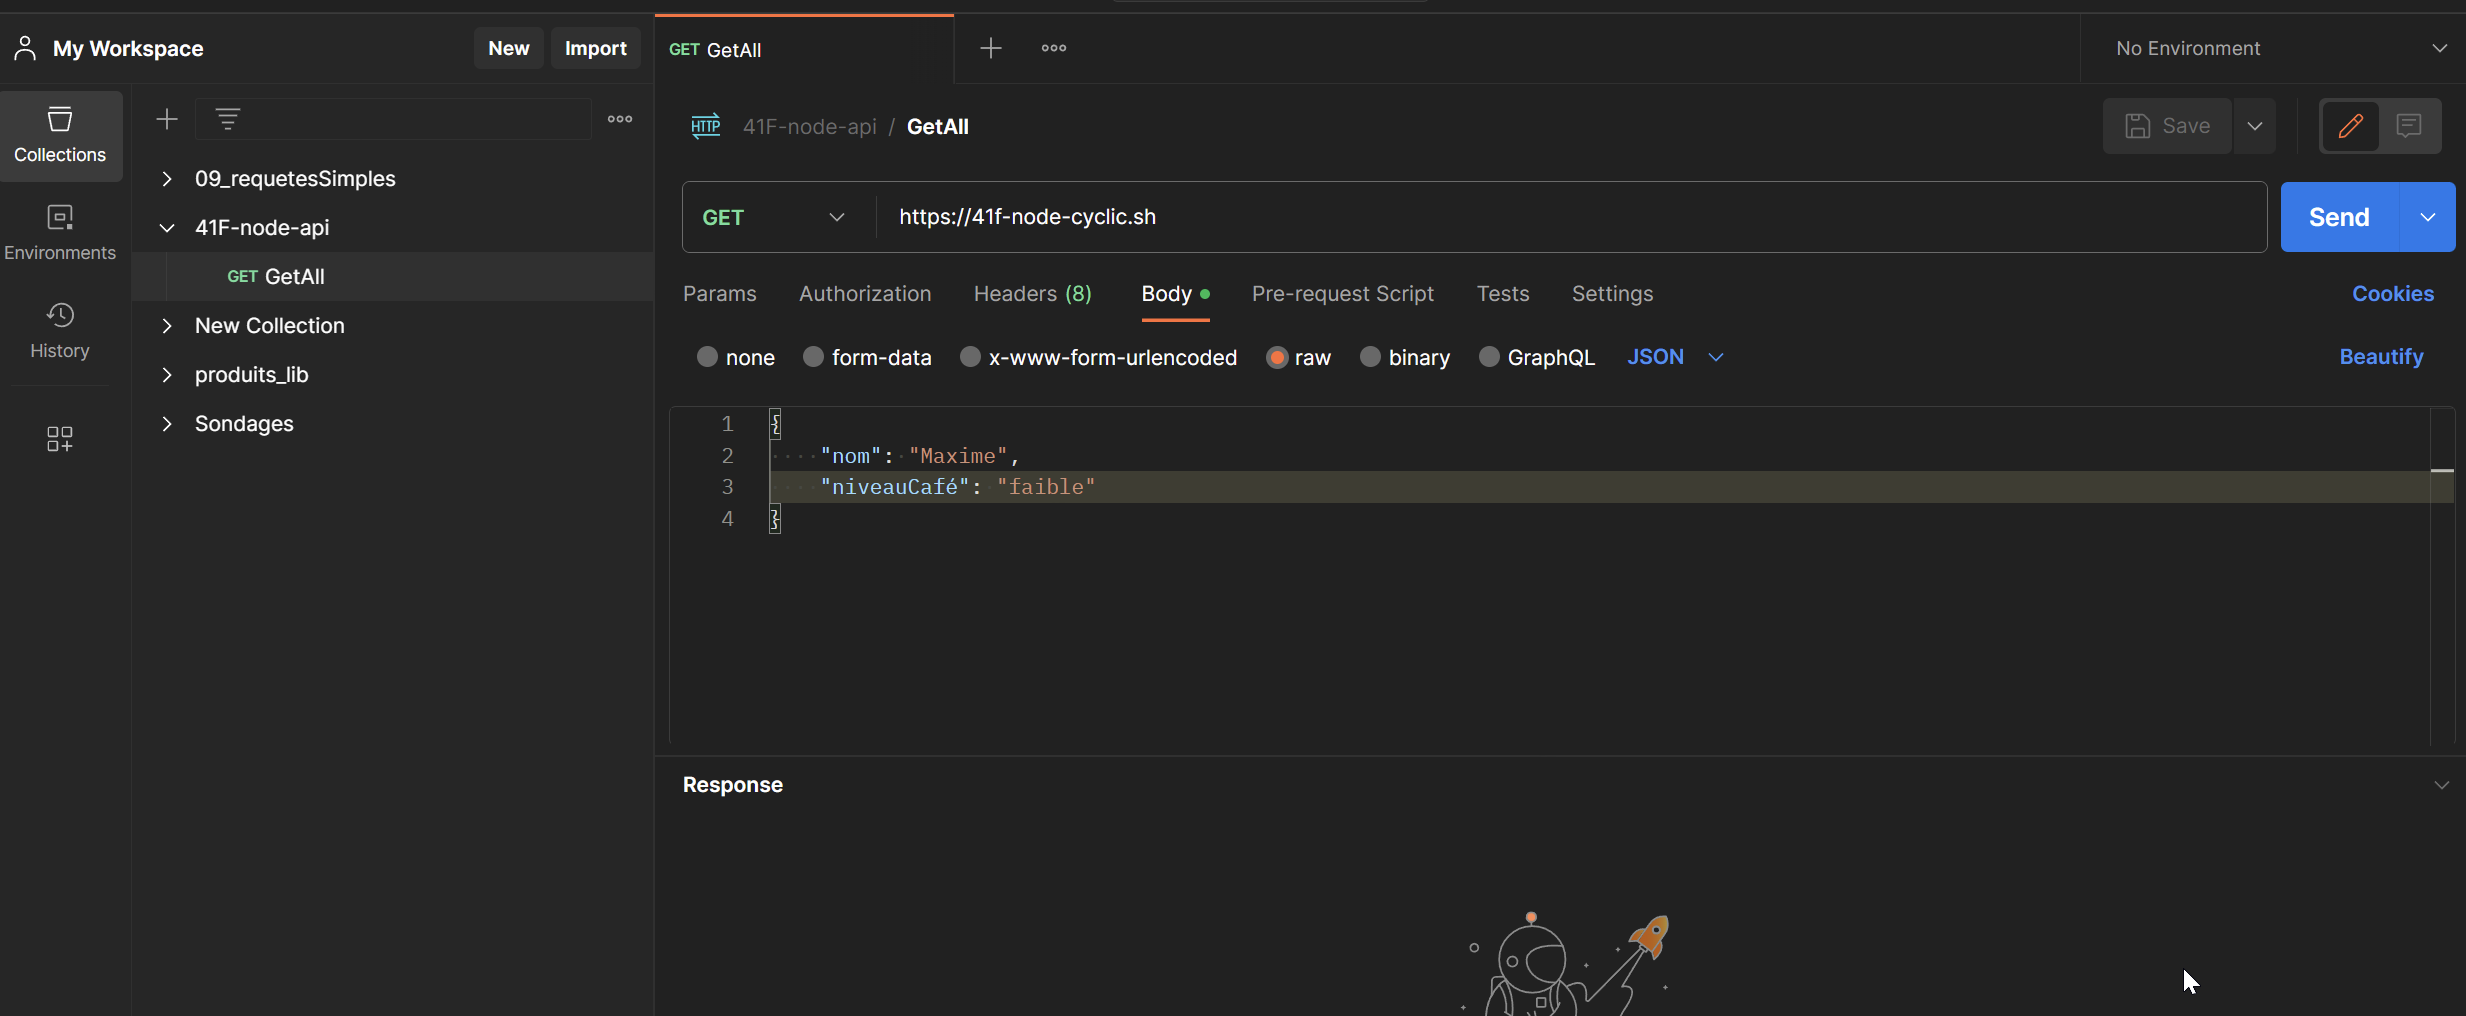 My Workspace
New
Import
GET GetAll
No Environment
Collections
Environments
History
09_requetesSimples
41F-node-api
GET GetAll
New Collection
produits_lib
Sondages
HTTP 41F-node-api / GetAll
Save
GET
https://41f-node-cyclic.sh
Send
Params Authorization Headers (8) Body Pre-request Script Tests Settings Cookies
none form-data x-www-form-urlencoded raw binary GraphQL JSON Beautify
1 {
2 "nom": "Maxime",
3 "niveauCafé": "faible"
4 }
Response